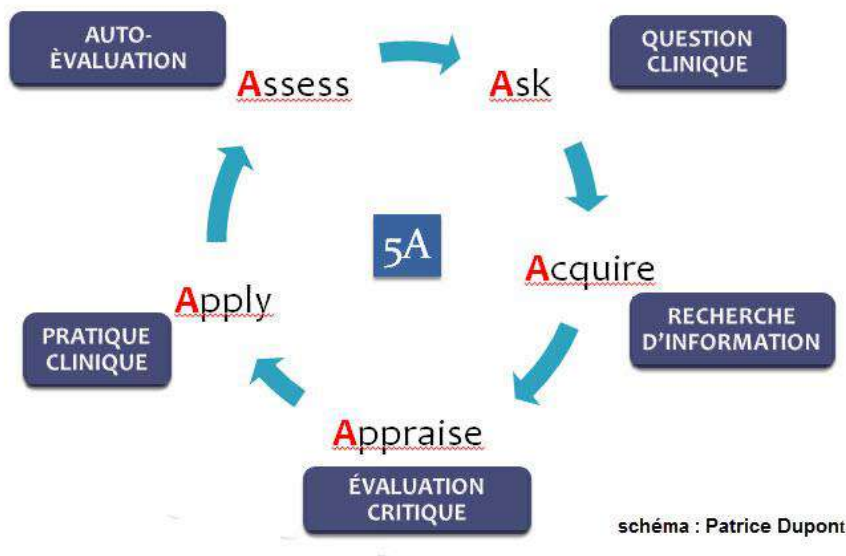 AUTO-
ÈVALUATION
Assess
Ask
QUESTION
CLINIQUE
5A
Acquire
RECHERCHE
D'INFORMATION
Apply
PRATIQUE
CLINIQUE
Appraise
ÉVALUATION
CRITIQUE
schéma : Patrice Dupont